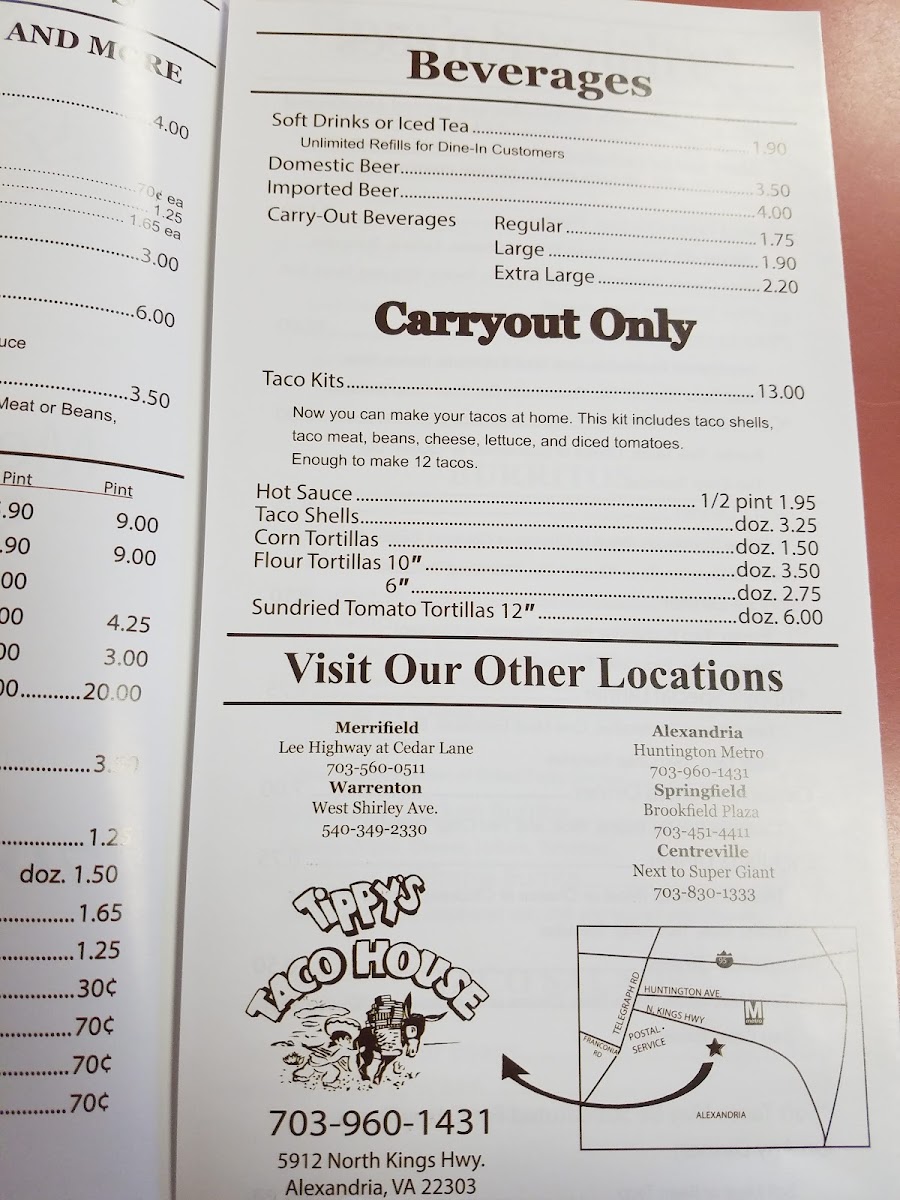 AND MORE
4.00
70¢ ea
1.25
1.65 ea
3.00
6.00
uce
3.50
Meat or Beans,
Pint Pint
.90 9.00
.90 9.00
00
00 4.25
00 3.00
00..........20.00
1.25
doz. 1.50
1.65
1.25
30¢
70¢
70¢
70¢
Beverages
Soft Drinks or Iced Tea 1.90
Unlimited Refills for Dine-In Customers
Domestic Beer 3.50
Imported Beer 4.00
Carry-Out Beverages Regular 1.75
Large 1.90
Extra Large 2.20
Carryout Only
Taco Kits 13.00
Now you can make your tacos at home. This kit includes taco shells,
taco meat, beans, cheese, lettuce, and diced tomatoes.
Enough to make 12 tacos.
Hot Sauce 1/2 pint 1.95
Taco Shells doz. 3.25
Corn Tortillas doz. 1.50
Flour Tortillas 10" doz. 3.50
6" doz. 2.75
Sundried Tomato Tortillas 12" doz. 6.00
Visit Our Other Locations
Merrifield
Lee Highway at Cedar Lane
703-560-0511
Warrenton
West Shirley Ave.
540-349-2330
Alexandria
Huntington Metro
703-960-1431
Springfield
Brookfield Plaza
703-451-4411
Centreville
Next to Super Giant
703-830-1333
TIPPY'S
TACO HOUSE
703-960-1431
5912 North Kings Hwy.
Alexandria, VA 22303
95
TELEGRAPH RD
HUNTINGTON AVE.
N. KINGS HWY
M
metro
FRANCONIA
RD
POSTAL
SERVICE
ALEXANDRIA